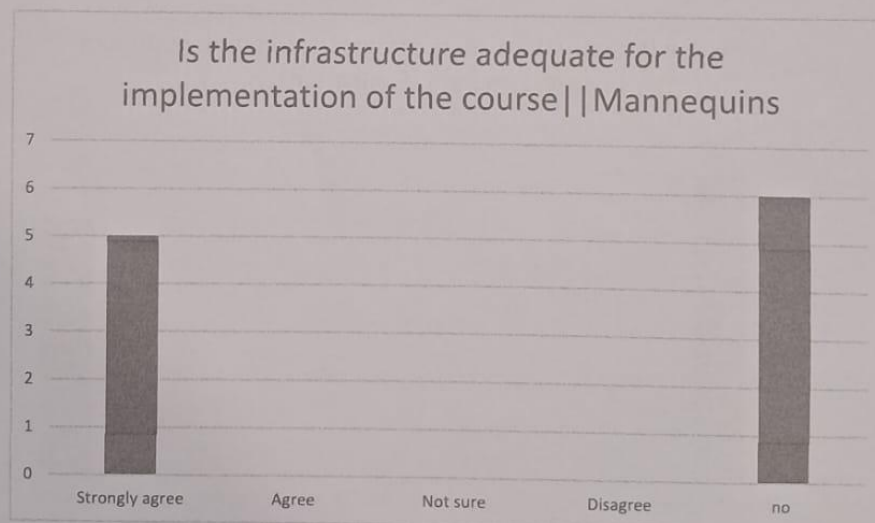 Is the infrastructure adequate for the
implementation of the course||Mannequins
7
6
5
4
3
2
1
0
Strongly agree Agree Not sure Disagree no